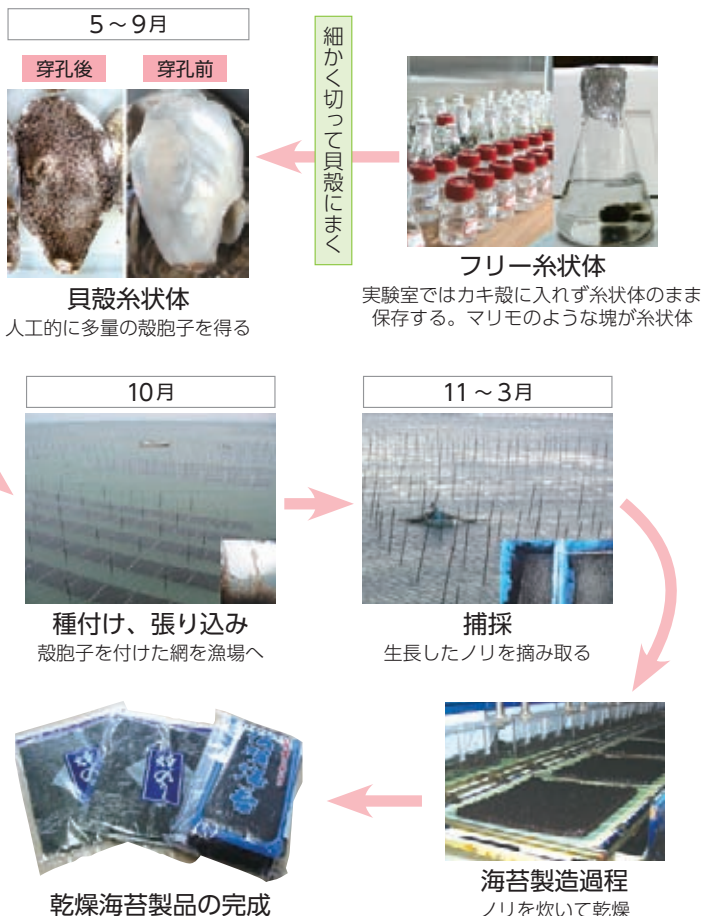 5～9月
穿孔後
穿孔前
細かく切って貝殻にまく
貝殻糸状体
人工的に多量の殻胞子を得る
フリー糸状体
実験室ではカキ殻に入れず糸状体のまま
保存する。マリモのような塊が糸状体
10月
種付け、張り込み
殻胞子を付けた網を漁場へ
11～3月
捕採
生長したノリを摘み取る
海苔製造過程
ノリを炊いて乾燥
乾燥海苔製品の完成